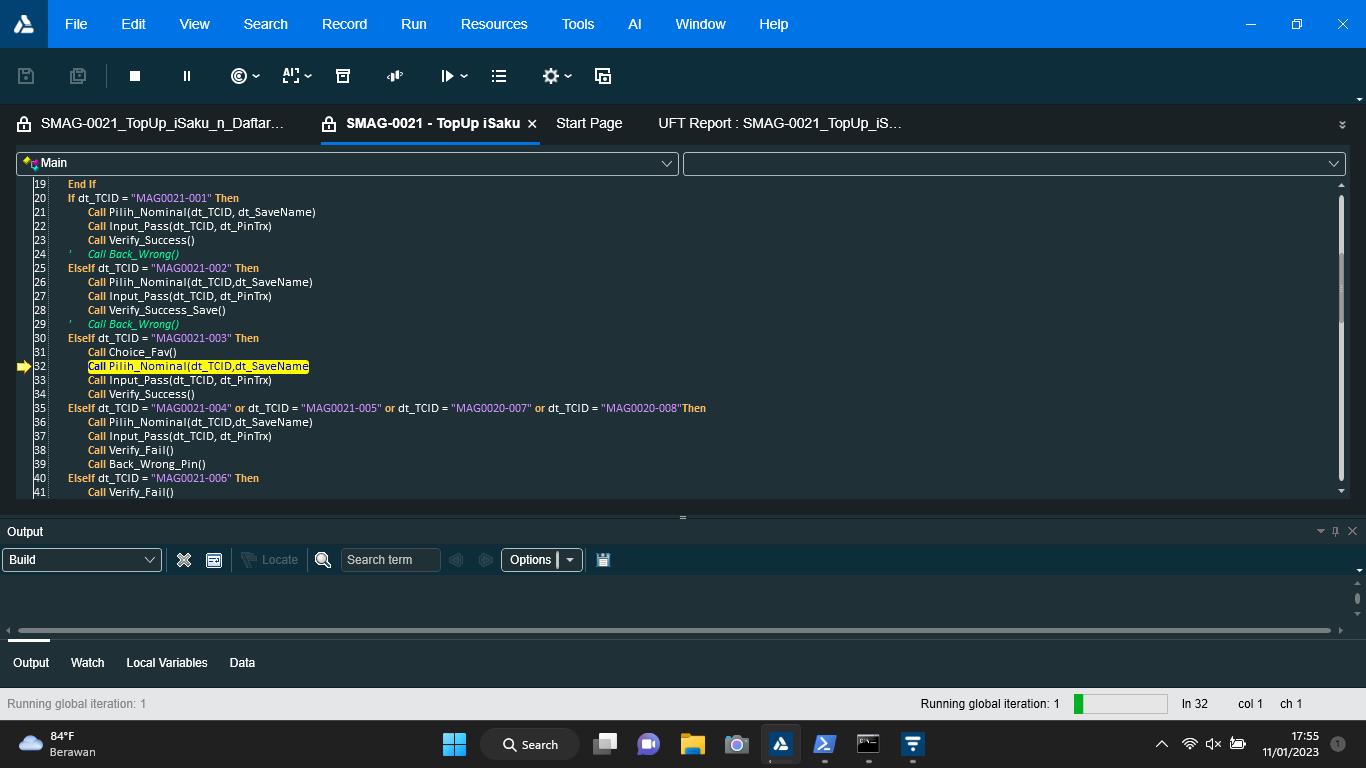 File Edit View Search Record Run Resources Tools AI Window Help
AI
SMAG-0021_TopUp_iSaku_n_Daftar... SMAG-0021 - TopUp iSaku Start Page UFT Report : SMAG-0021_TopUp_iS...
Main
19 End If
20 If dt_TCID = "MAG0021-001" Then
21 Call Pilih_Nominal(dt_TCID, dt_SaveName)
22 Call Input_Pass(dt_TCID, dt_PinTrx)
23 Call Verify_Success()
24 ' Call Back_Wrong()
25 ElseIf dt_TCID = "MAG0021-002" Then
26 Call Pilih_Nominal(dt_TCID,dt_SaveName)
27 Call Input_Pass(dt_TCID, dt_PinTrx)
28 Call Verify_Success_Save()
29 ' Call Back_Wrong()
30 ElseIf dt_TCID = "MAG0021-003" Then
31 Call Choice_Fav()
32 Call Pilih_Nominal(dt_TCID,dt_SaveName
33 Call Input_Pass(dt_TCID, dt_PinTrx)
34 Call Verify_Success()
35 ElseIf dt_TCID = "MAG0021-004" or dt_TCID = "MAG0021-005" or dt_TCID = "MAG0020-007" or dt_TCID = "MAG0020-008"Then
36 Call Pilih_Nominal(dt_TCID,dt_SaveName)
37 Call Input_Pass(dt_TCID, dt_PinTrx)
38 Call Verify_Fail()
39 Call Back_Wrong_Pin()
40 ElseIf dt_TCID = "MAG0021-006" Then
41 Call Verify_Fail()
Output
Build Locate Search term Options
Output Watch Local Variables Data
Running global iteration: 1 Running global iteration: 1 ln 32 col 1 ch 1
84°F
Berawan
Search
17:55
11/01/2023
1